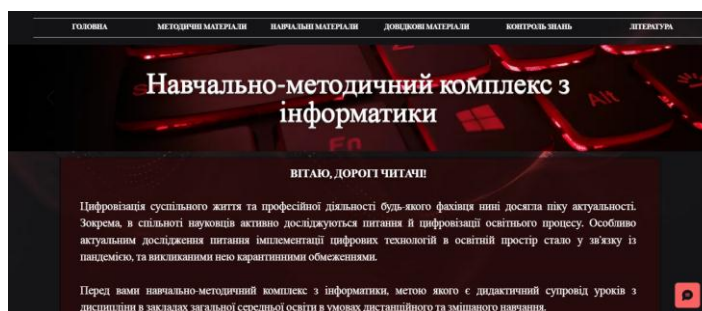 ГОЛОВНА МЕТОДИЧНІ МАТЕРІАЛИ НАВЧАЛЬНІ МАТЕРІАЛИ ДОВІДКОВІ МАТЕРІАЛИ КОНТРОЛЬ ЗНАНЬ ЛІТЕРАТУРА
Навчально-методичний комплекс з
інформатики
Alt
Fn
ВІТАЮ, ДОРОГІ ЧИТАЧІ!
Цифровізація суспільного життя та професійної діяльності будь-якого фахівця нині досягла піку актуальності.
Зокрема, в спільноті науковців активно досліджуються питання й цифровізації освітнього процесу. Особливо
актуальним дослідження питання імплементації цифрових технологій в освітній простір стало у зв'язку із
пандемією, та викликаними нею карантинними обмеженнями.
Перед вами навчально-методичний комплекс з інформатики, метою якого є дидактичний супровід уроків з
дисципліни в закладах загальної середньої освіти в умовах дистанційного та змішаного навчання.